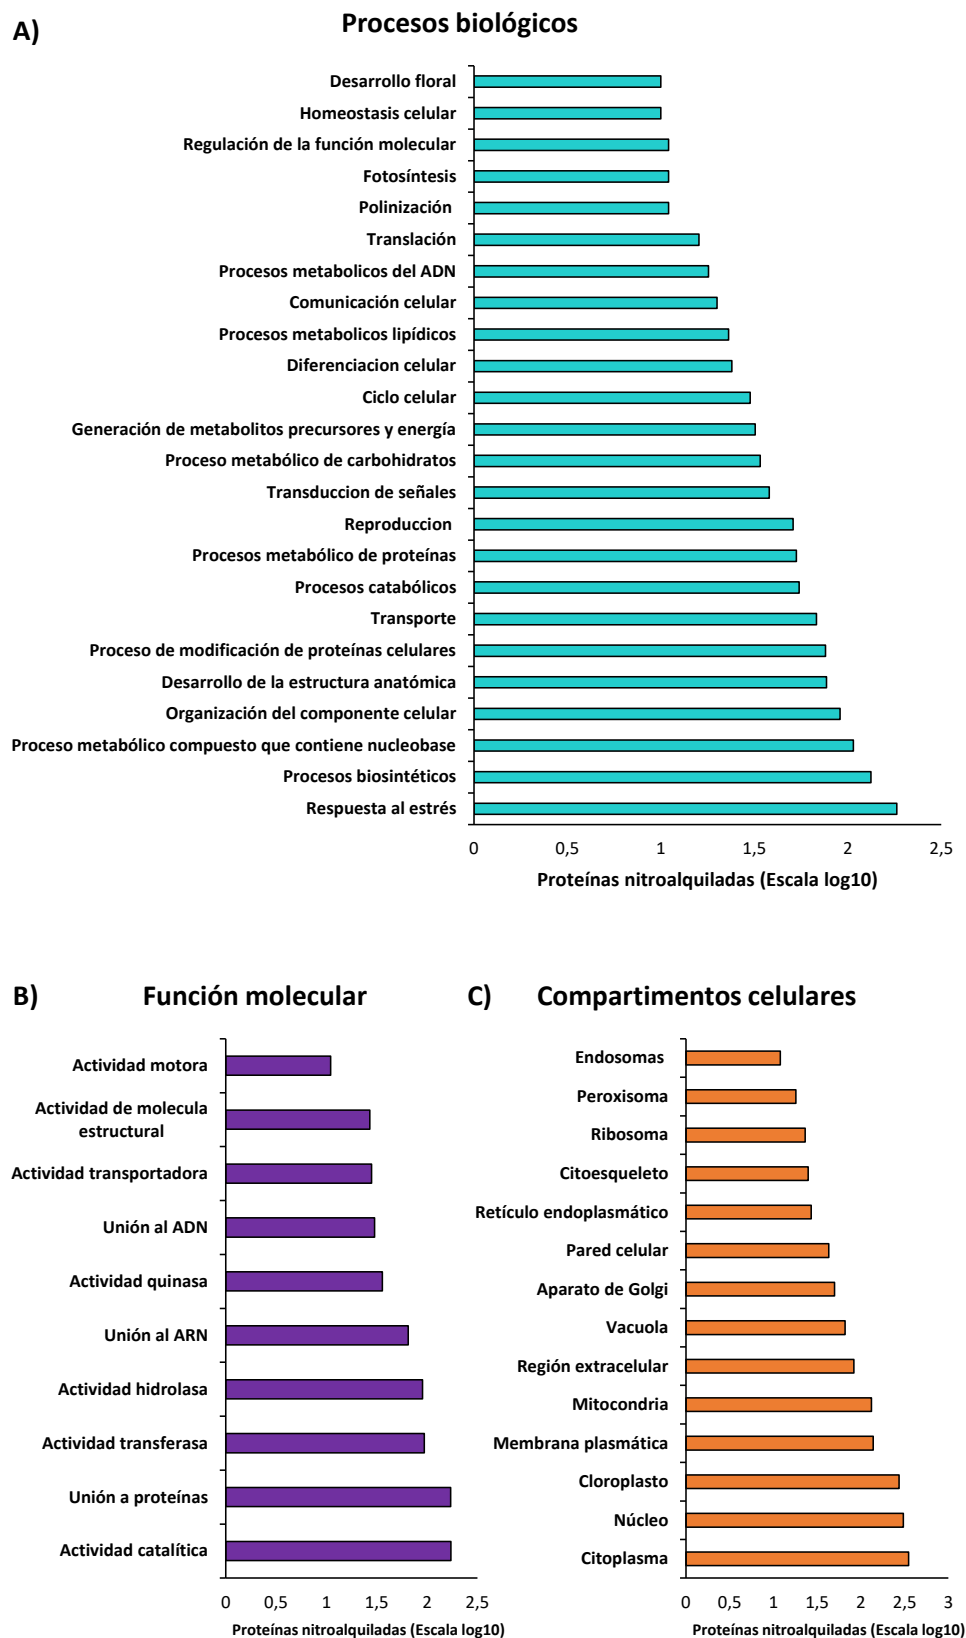 A)
Procesos biológicos
Desarrollo floral
Homeostasis celular
Regulación de la función molecular
Fotosíntesis
Polinización
Translación
Procesos metabolicos del ADN
Comunicación celular
Procesos metabolicos lipídicos
Diferenciacion celular
Ciclo celular
Generación de metabolitos precursores y energía
Proceso metabólico de carbohidratos
Transduccion de señales
Reproduccion
Procesos metabólico de proteínas
Procesos catabólicos
Transporte
Proceso de modificación de proteínas celulares
Desarrollo de la estructura anatómica
Organización del componente celular
Proceso metabólico compuesto que contiene nucleobase
Procesos biosintéticos
Respuesta al estrés
0 0,5 1 1,5 2 2,5
Proteínas nitroalquiladas (Escala log10)
B)
Función molecular
Actividad motora
Actividad de molecula
estructural
Actividad transportadora
Unión al ADN
Actividad quinasa
Unión al ARN
Actividad hidrolasa
Actividad transferasa
Unión a proteínas
Actividad catalítica
0 0,5 1 1,5 2 2,5
Proteínas nitroalquiladas (Escala log10)
C)
Compartimentos celulares
Endosomas
Peroxisoma
Ribosoma
Citoesqueleto
Retículo endoplasmático
Pared celular
Aparato de Golgi
Vacuola
Región extracelular
Mitocondria
Membrana plasmática
Cloroplasto
Núcleo
Citoplasma
0 0,5 1 1,5 2 2,5 3
Proteínas nitroalquiladas (Escala log10)